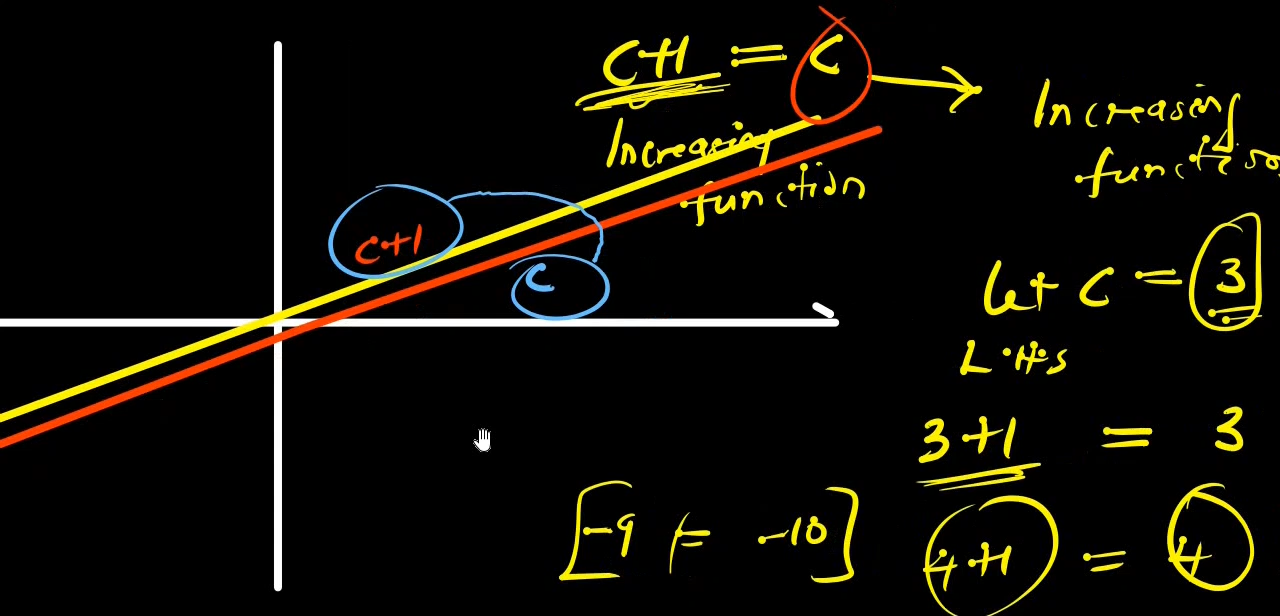 C+1 = C
Increasing
function
Increasing
function
C+1
C
Let C = 3
L.H.S
3+1 = 3
4+1 = 4
[-9 ≠ -10]